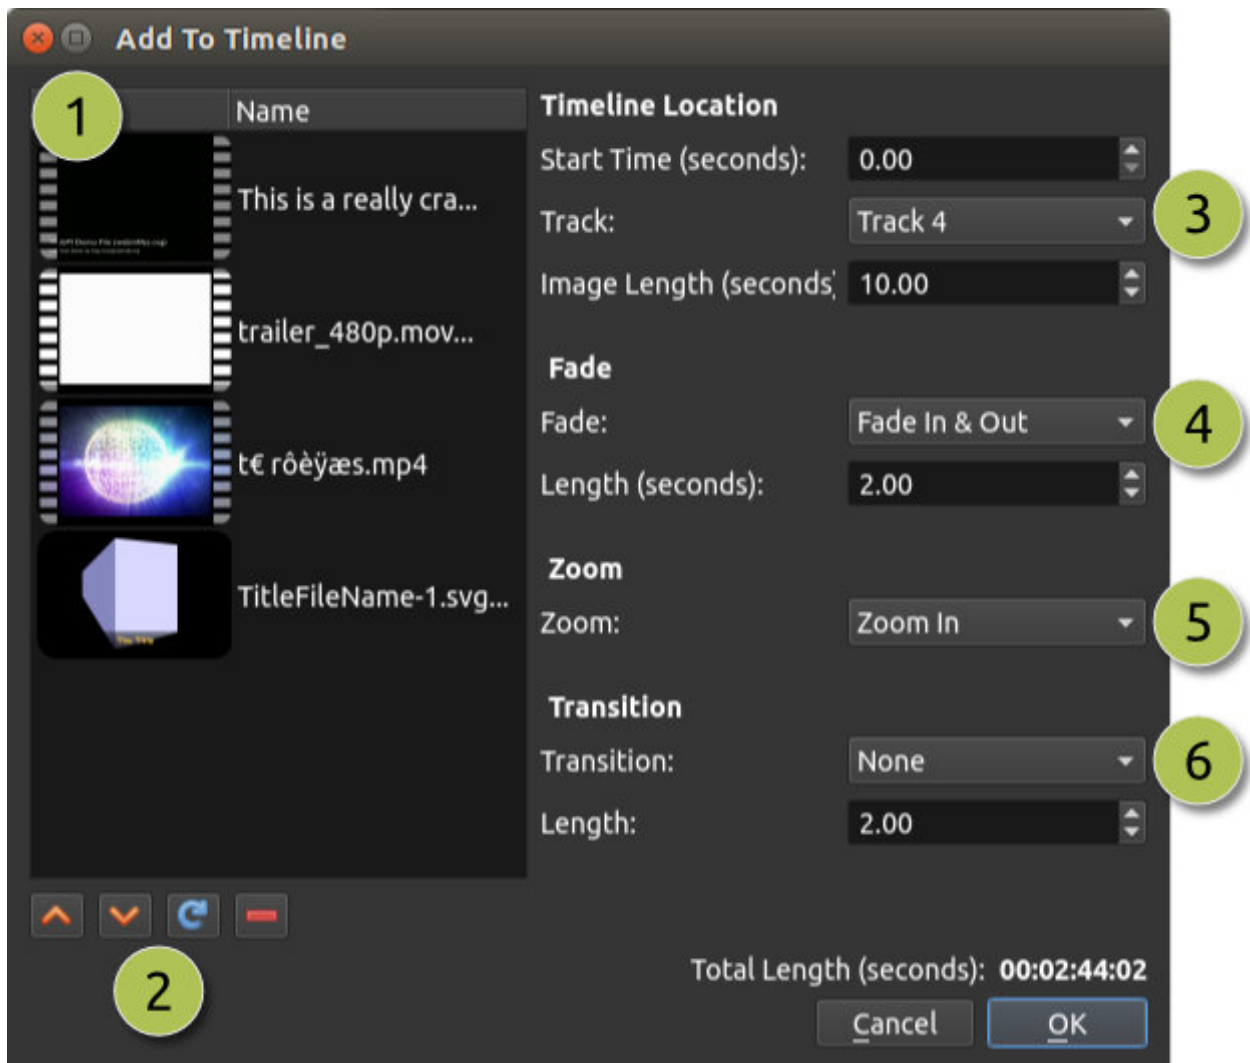 Add To Timeline
1
Name
This is a really cra...
trailer_480p.mov...
t€ rôèÿæs.mp4
TitleFileName-1.svg...
2
Timeline Location
Start Time (seconds): 0.00
Track: Track 4
3
Image Length (seconds) 10.00
Fade
Fade: Fade In & Out
4
Length (seconds): 2.00
Zoom
Zoom: Zoom In
5
Transition
Transition: None
6
Length: 2.00
Total Length (seconds): 00:02:44:02
Cancel OK